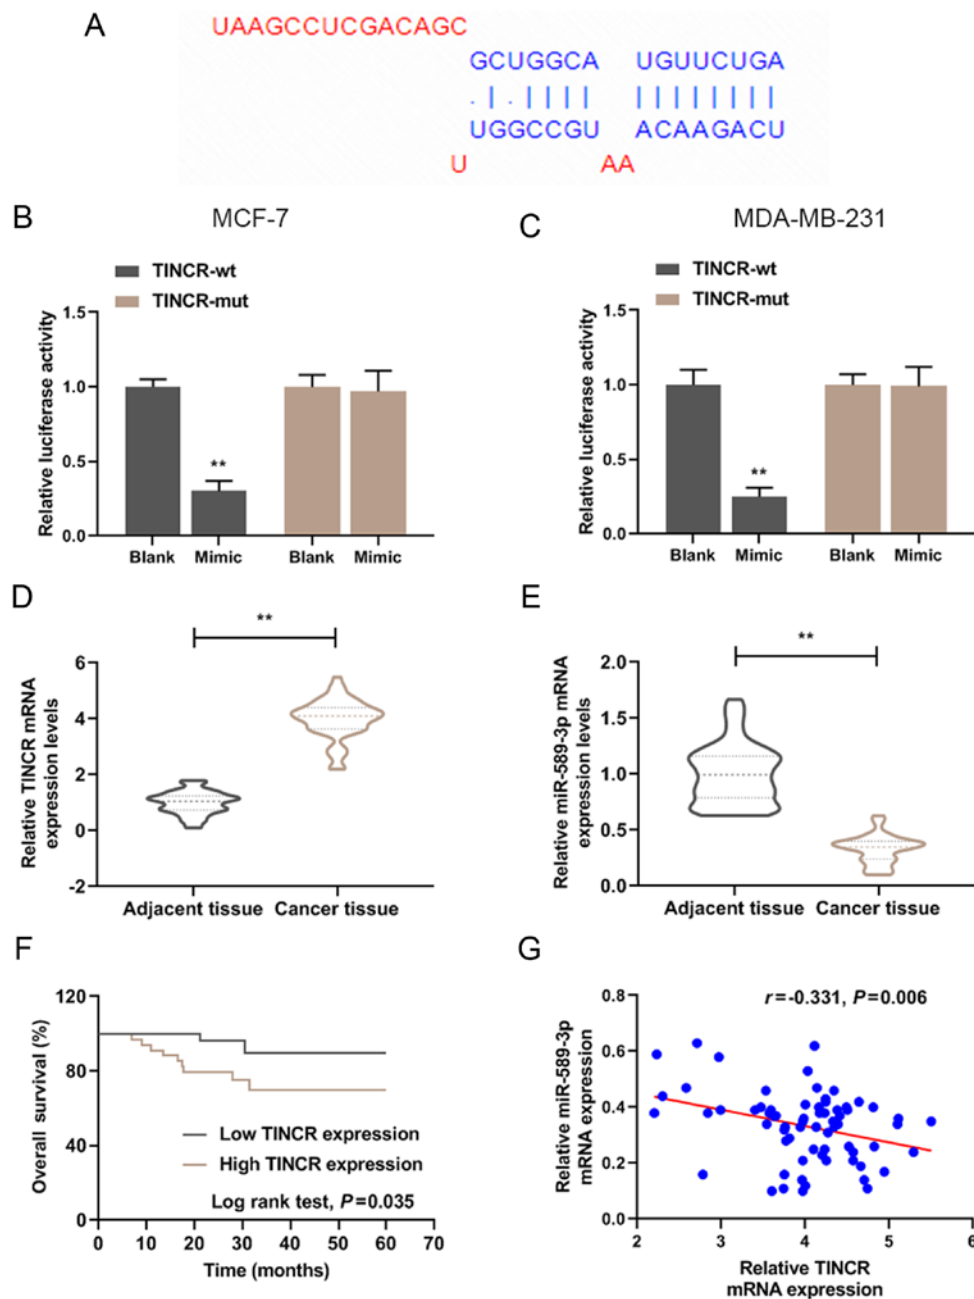 A
UAAGCCUCGACAGC
GCUGGCA UGUUCUGA
. | . | | | | | | | | | | | |
UGGCCGU ACAAGACU
U AA
B
MCF-7
TINCR-wt
TINCR-mut
Relative luciferase activity
1.5
1.0
0.5
0.0
**
Blank Mimic Blank Mimic
C
MDA-MB-231
TINCR-wt
TINCR-mut
Relative luciferase activity
1.5
1.0
0.5
0.0
**
Blank Mimic Blank Mimic
D
**
Relative TINCR mRNA
expression levels
6
4
2
0
-2
Adjacent tissue Cancer tissue
E
**
Relative miR-589-3p mRNA
expression levels
2.0
1.5
1.0
0.5
0.0
Adjacent tissue Cancer tissue
F
Overall survival (%)
120
80
40
0
Low TINCR expression
High TINCR expression
Log rank test, P=0.035
0 10 20 30 40 50 60 70
Time (months)
G
r=-0.331, P=0.006
Relative miR-589-3p
mRNA expression
0.8
0.6
0.4
0.2
0.0
2 3 4 5 6
Relative TINCR
mRNA expression